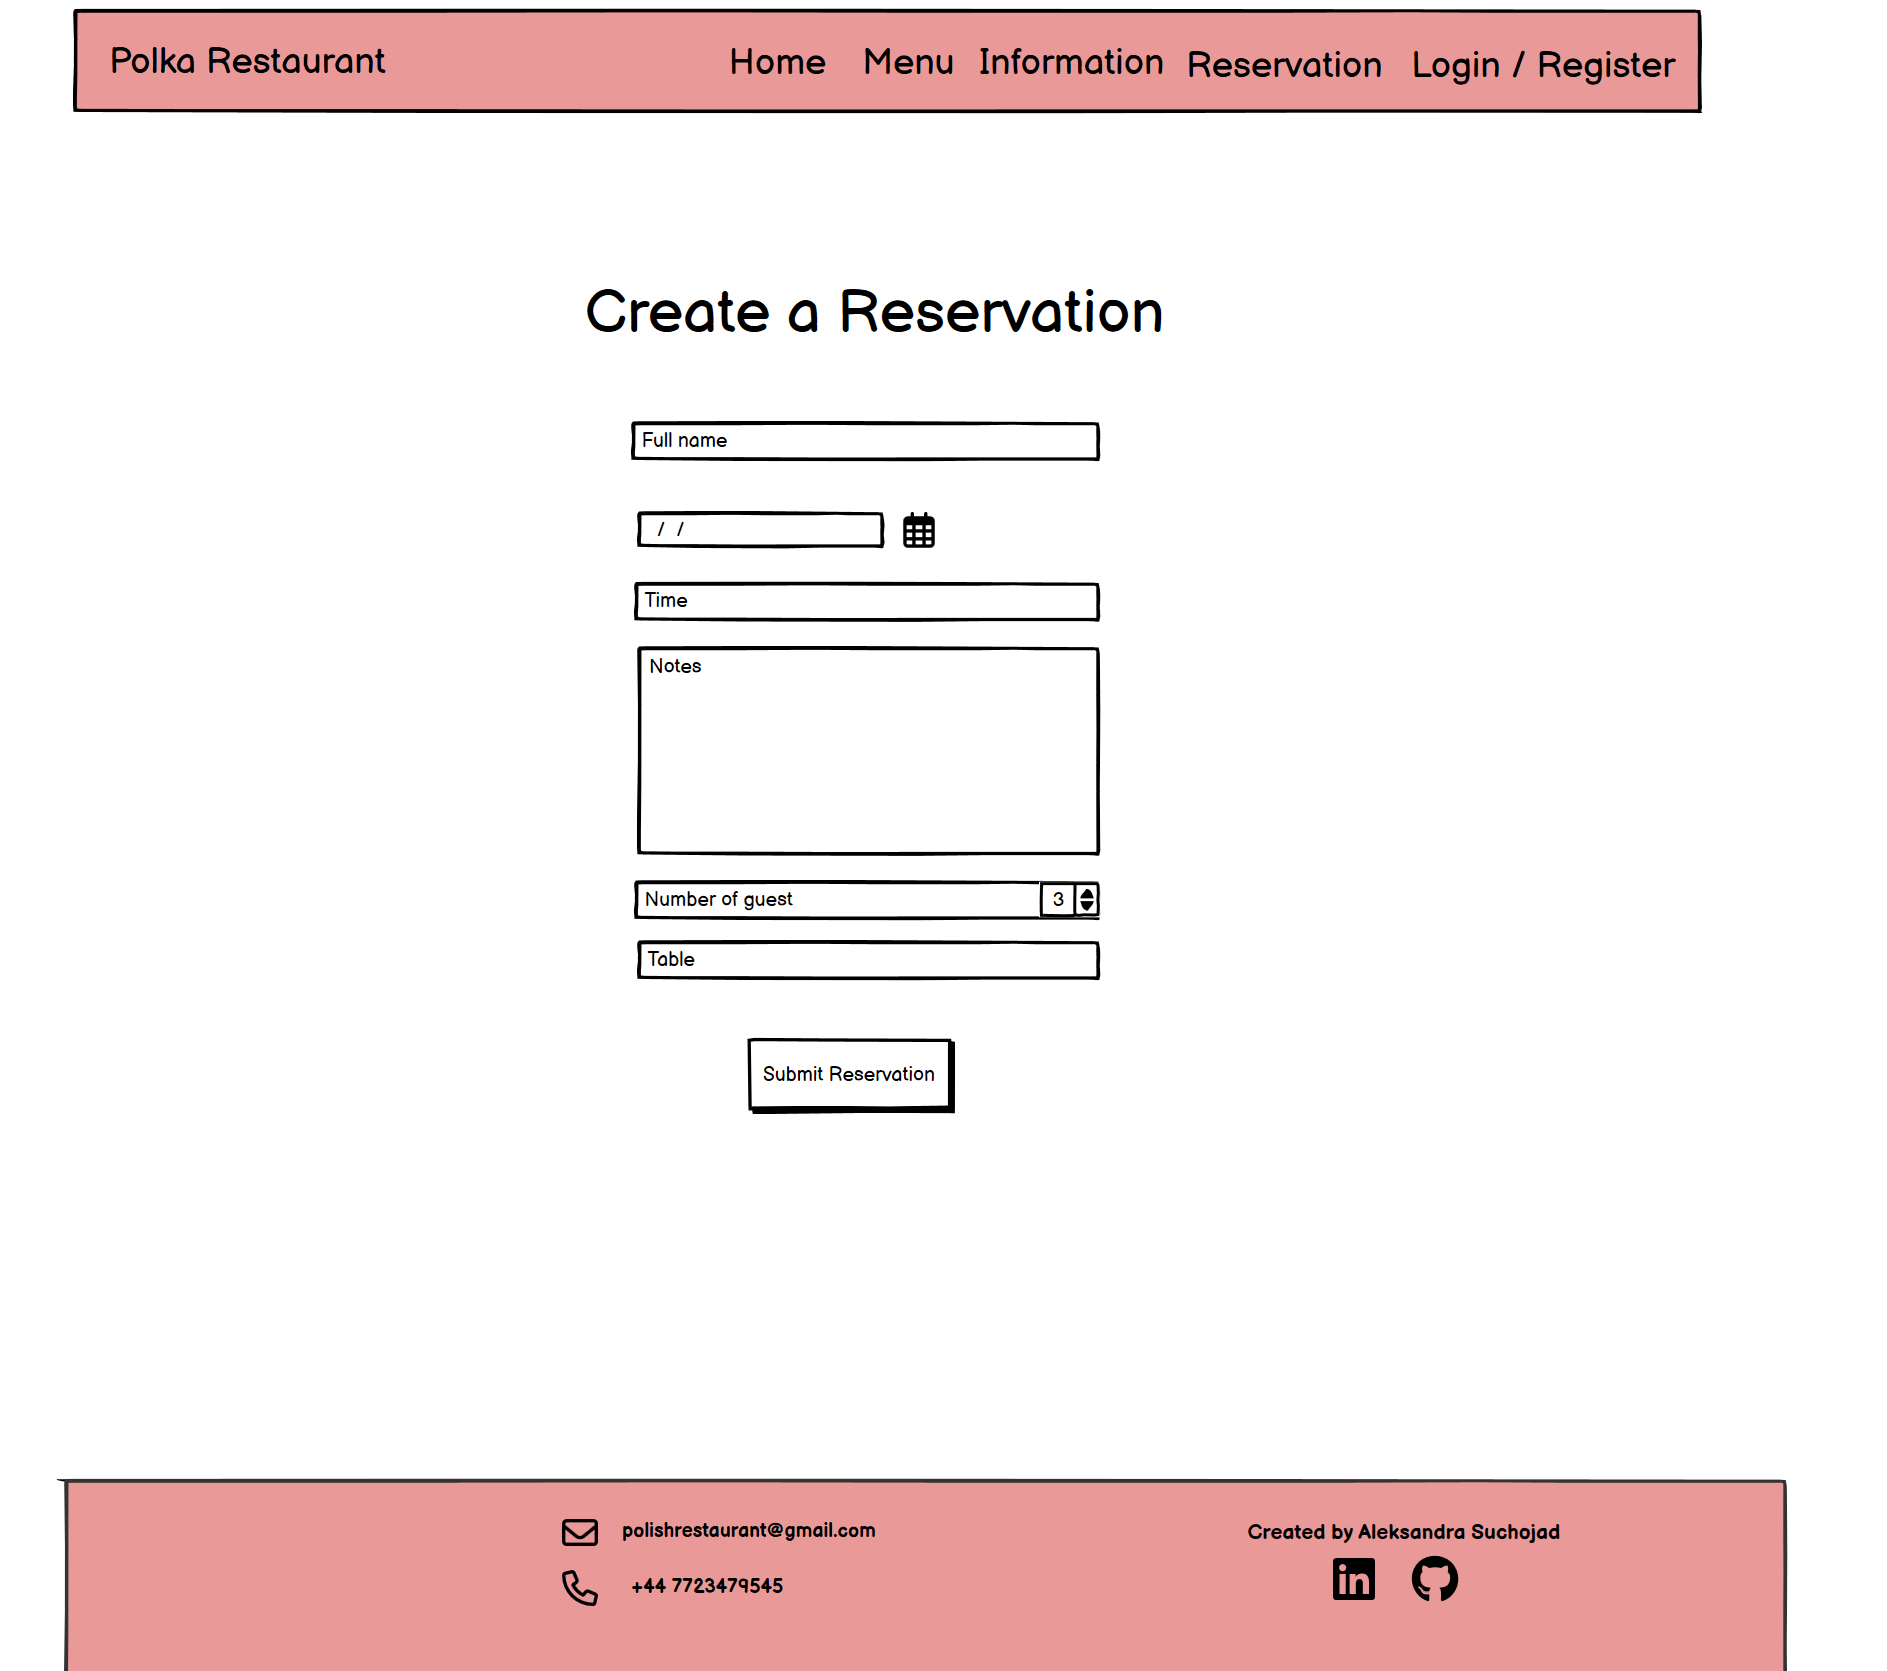 Polka Restaurant
Home Menu Information Reservation Login / Register
Create a Reservation
Full name
/ /
Time
Notes
Number of guest 3
Table
Submit Reservation
polishrestaurant@gmail.com
+44 7723479545
Created by Aleksandra Suchojad
in